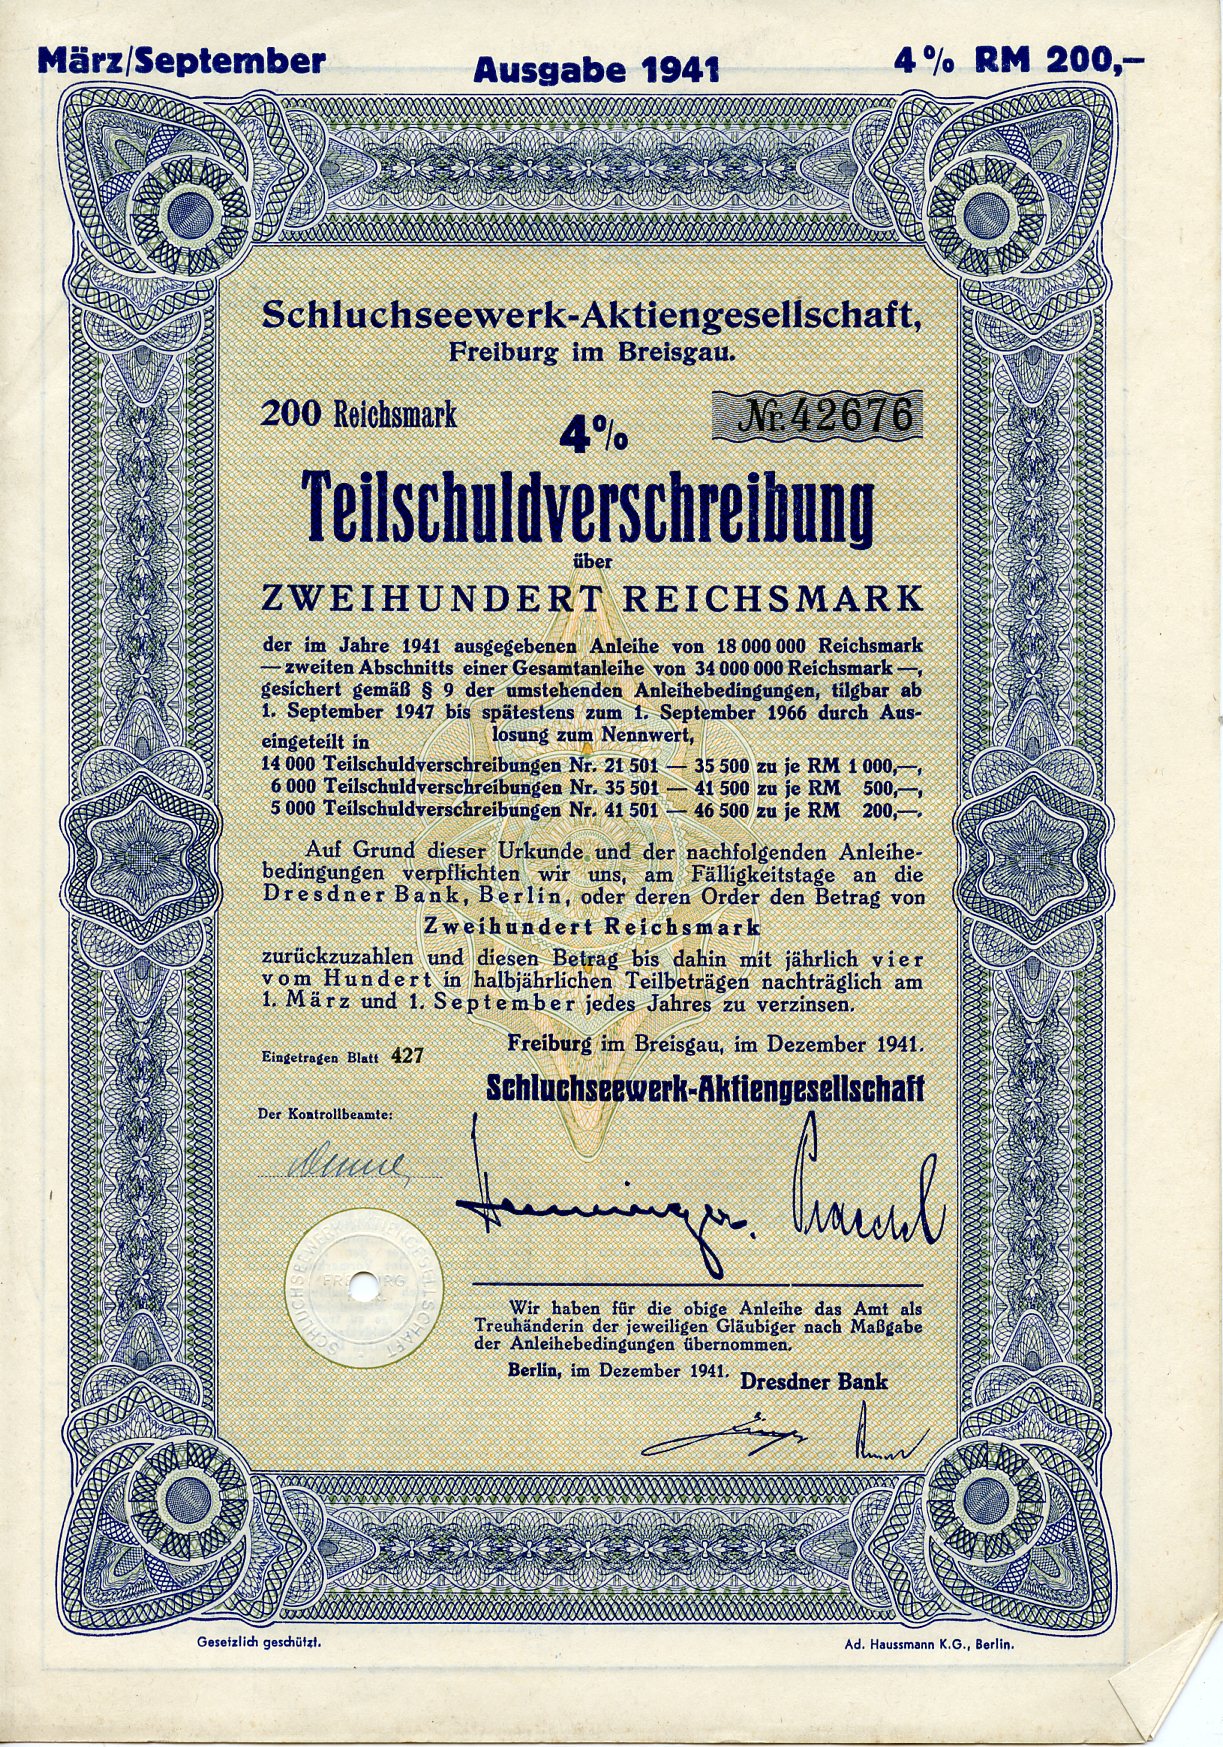 März/September
Ausgabe 1941
4% RM 200,–
Schluchseewerk-Aktiengesellschaft,
Freiburg im Breisgau.
200 Reichsmark
4%
Nr. 42676
Teilschuldverschreibung
über
ZWEIHUNDERT REICHSMARK
der im Jahre 1941 ausgegebenen Anleihe von 18 000 000 Reichsmark
— zweiten Abschnitts einer Gesamtanleihe von 34 000 000 Reichsmark —,
gesichert gemäß § 9 der umstehenden Anleihebedingungen, tilgbar ab
1. September 1947 bis spätestens zum 1. September 1966 durch Aus-
losung zum Nennwert,
eingeteilt in
14 000 Teilschuldverschreibungen Nr. 21 501 — 35 500 zu je RM 1 000,—,
6 000 Teilschuldverschreibungen Nr. 35 501 — 41 500 zu je RM 500,—,
5 000 Teilschuldverschreibungen Nr. 41 501 — 46 500 zu je RM 200,—.
Auf Grund dieser Urkunde und der nachfolgenden Anleihe-
bedingungen verpflichten wir uns, am Fälligkeitstage an die
Dresdner Bank, Berlin, oder deren Order den Betrag von
Zweihundert Reichsmark
zurückzuzahlen und diesen Betrag bis dahin mit jährlich vier
vom Hundert in halbjährlichen Teilbeträgen nachträglich am
1. März und 1. September jedes Jahres zu verzinsen.
Freiburg im Breisgau, im Dezember 1941.
Eingetragen Blatt 427
Schluchseewerk-Aktiengesellschaft
Der Kontrollbeamte:
Henninger.
SCHLUCHSEEWERK AKTIENGESELLSCHAFT
FREIBURG
Wir haben für die obige Anleihe das Amt als
Treuhänderin der jeweiligen Gläubiger nach Maßgabe
der Anleihebedingungen übernommen.
Berlin, im Dezember 1941.
Dresdner Bank
Gesetzlich geschützt.
Ad. Haussmann K.G., Berlin.